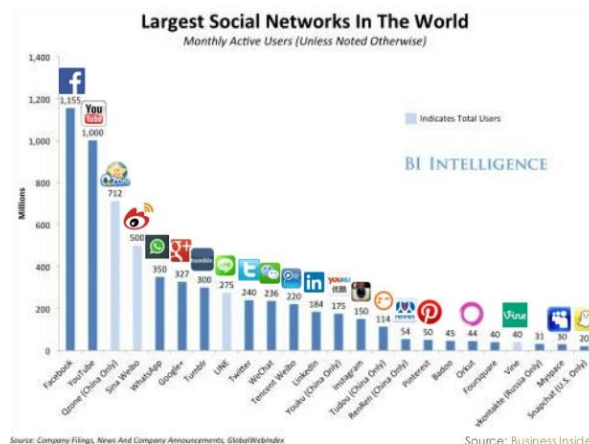 Largest Social Networks In The World
Monthly Active Users (Unless Noted Otherwise)
1,400
1,200
1,000
800
600
400
200
0
Millions
Indicates Total Users
BI INTELLIGENCE
1,155
1,000
712
500
350
327
300
275
240
236
220
184
175
150
114
54
50
45
44
40
40
31
30
20
Facebook
YouTube
Qzone (China Only)
Sina Weibo
WhatsApp
Google+
Tumblr
LINE
Twitter
WeChat
Tencent Weibo
LinkedIn
Youku (China Only)
Instagram
Tudou (China Only)
RenRen (China Only)
Pinterest
Badoo
Orkut
Foursquare
Vine
vkontakte (Russia Only)
Myspace
Snapchat (U.S. Only)
Source: Company Filings, News And Company Announcements, GlobalWebIndex
Source: Business Inside